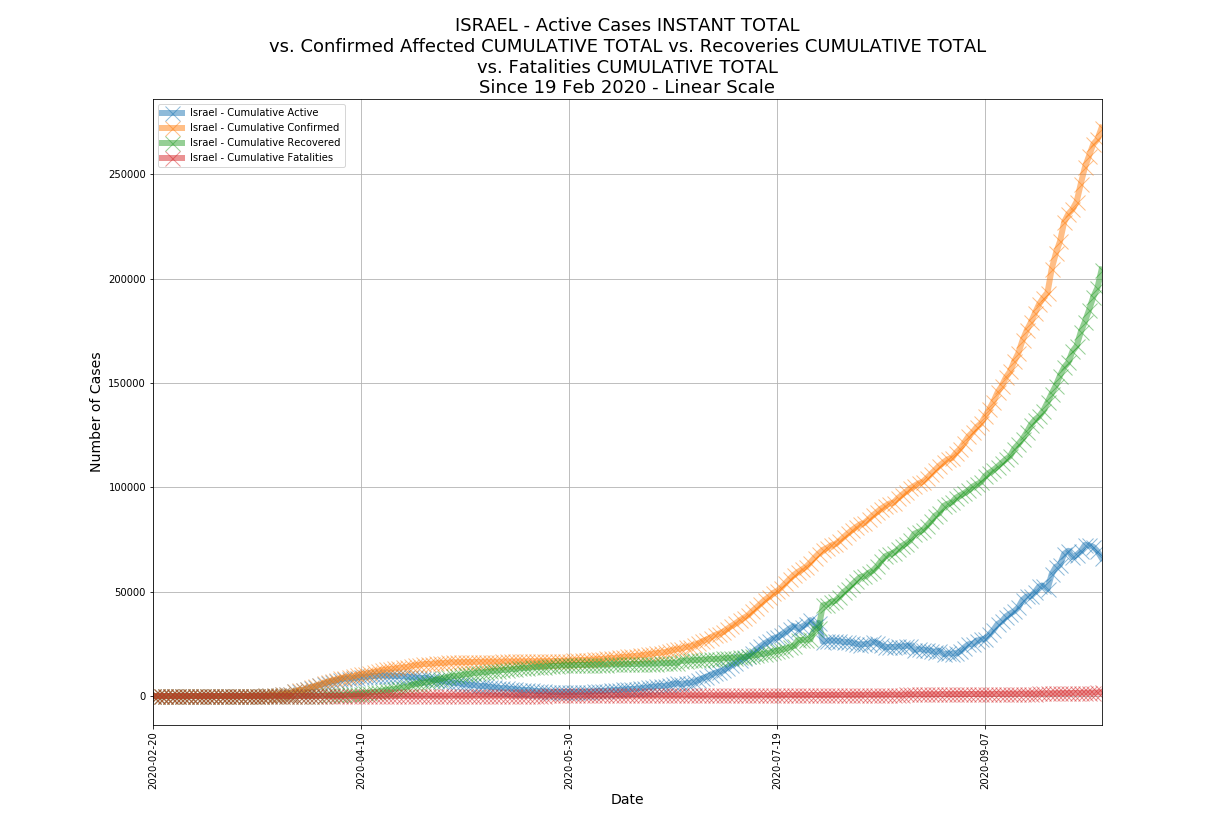 ISRAEL - Active Cases INSTANT TOTAL
vs. Confirmed Affected CUMULATIVE TOTAL vs. Recoveries CUMULATIVE TOTAL
vs. Fatalities CUMULATIVE TOTAL
Since 19 Feb 2020 - Linear Scale
Israel - Cumulative Active
Israel - Cumulative Confirmed
Israel - Cumulative Recovered
Israel - Cumulative Fatalities
Number of Cases
250000
200000
150000
100000
50000
0
2020-02-20
2020-04-10
2020-05-30
2020-07-19
2020-09-07
Date